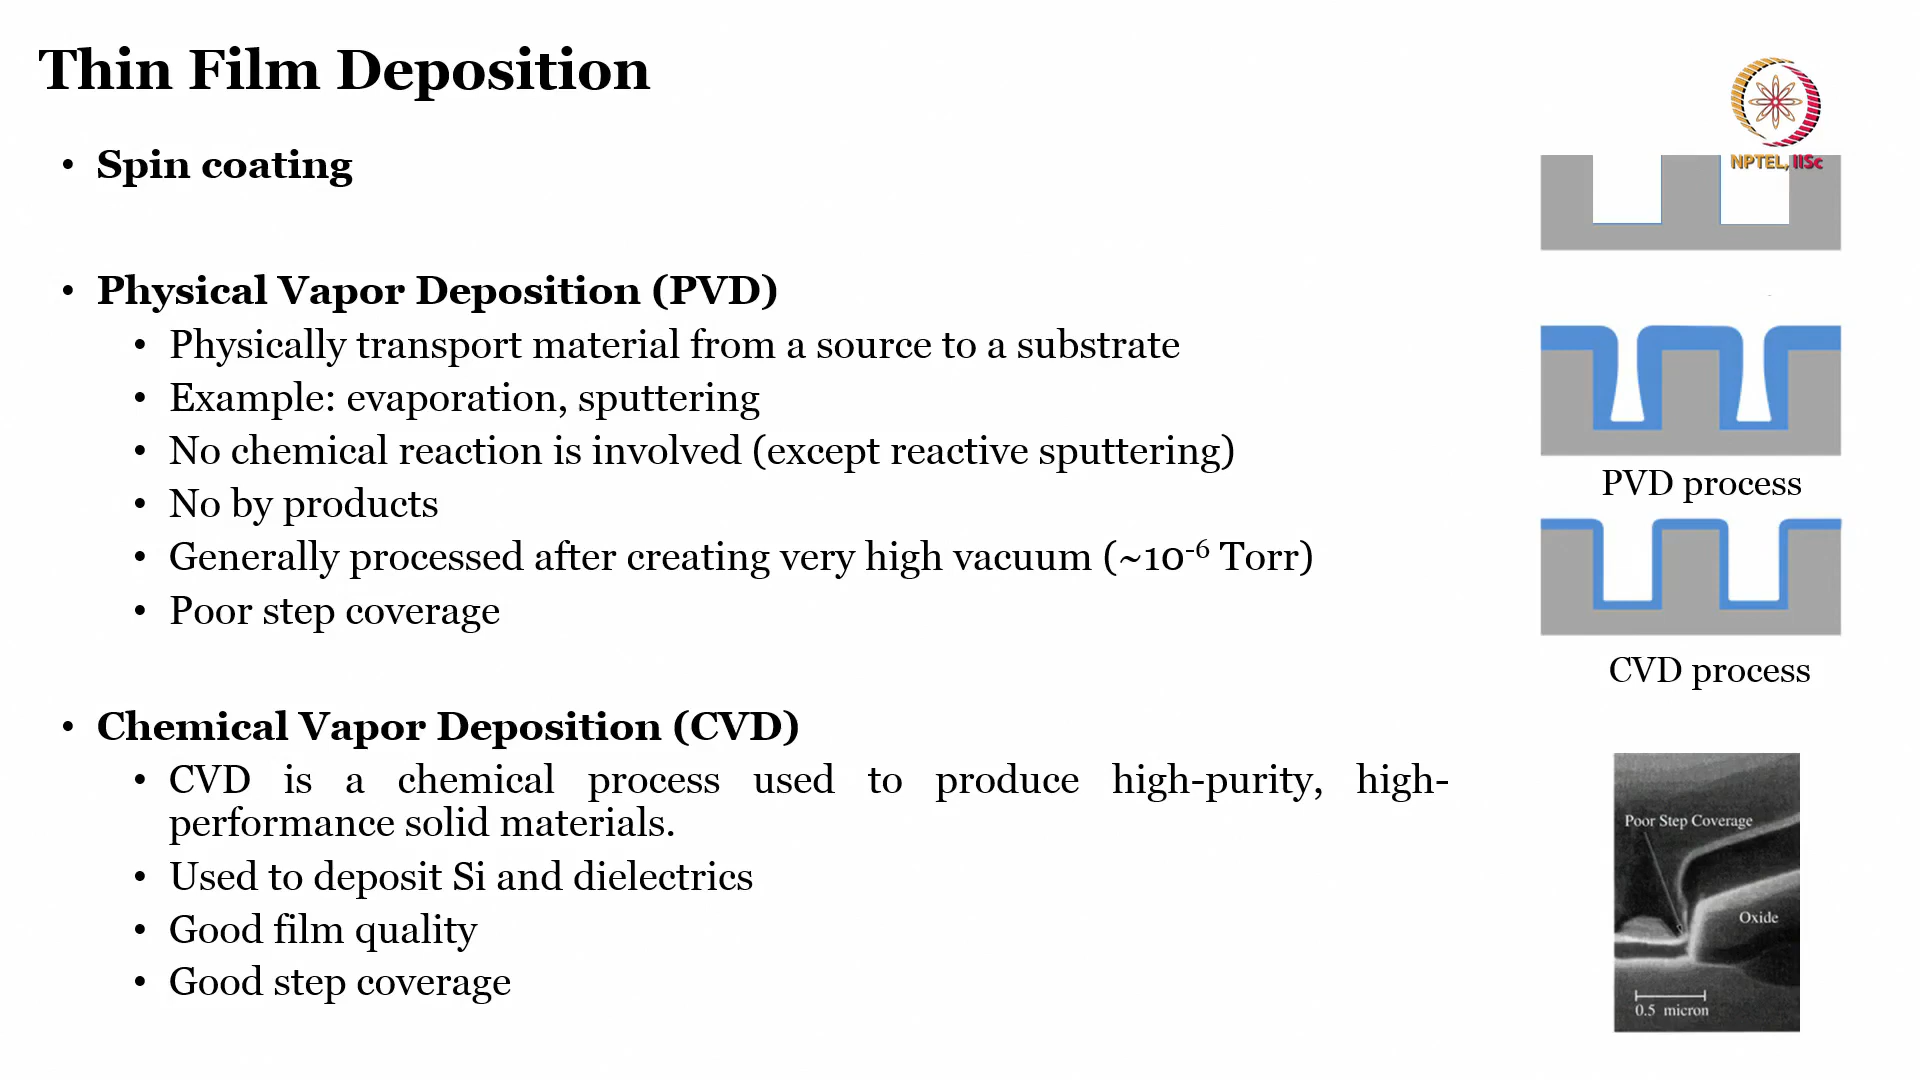 Thin Film Deposition
NPTEL, IISc
• Spin coating
• Physical Vapor Deposition (PVD)
• Physically transport material from a source to a substrate
• Example: evaporation, sputtering
• No chemical reaction is involved (except reactive sputtering)
• No by products
• Generally processed after creating very high vacuum (~10⁻⁶ Torr)
• Poor step coverage
PVD process
CVD process
• Chemical Vapor Deposition (CVD)
• CVD is a chemical process used to produce high-purity, high-
performance solid materials.
• Used to deposit Si and dielectrics
• Good film quality
• Good step coverage
Poor Step Coverage
Oxide
0.5 micron